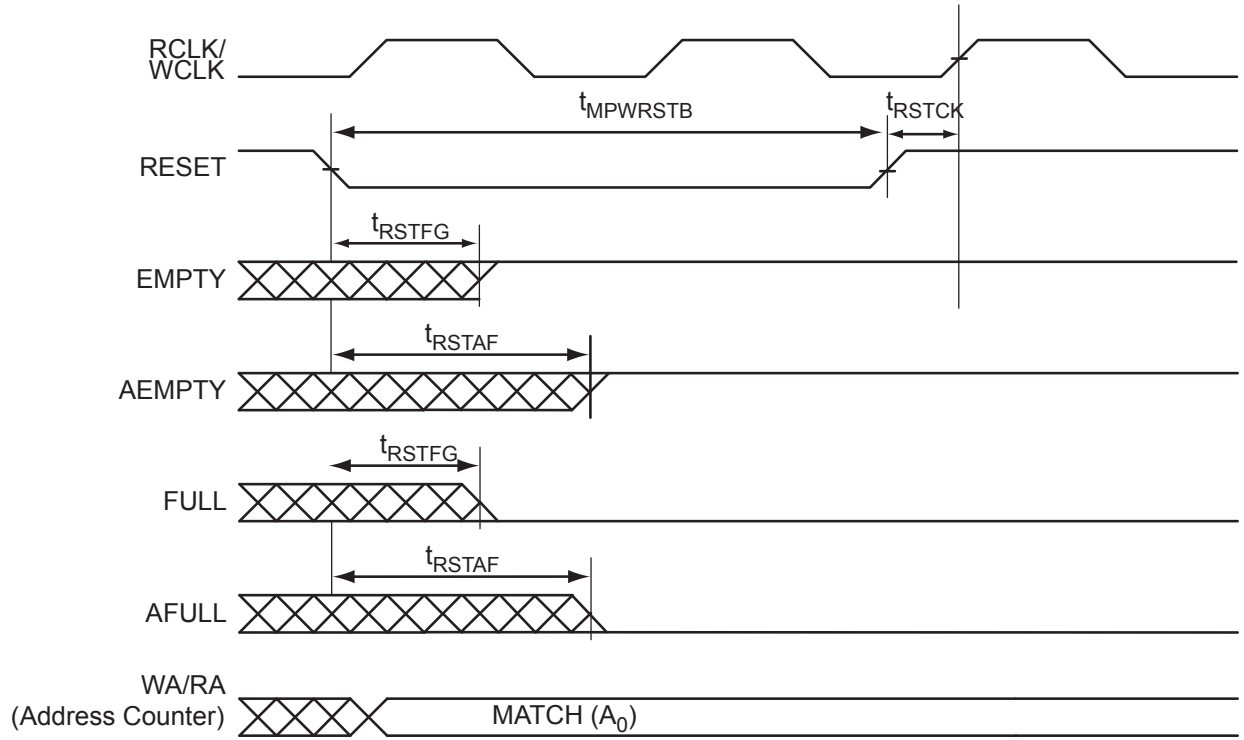 RCLK/
WCLK
tMPWRSTB
tRSTCK
RESET
tRSTFG
EMPTY
tRSTAF
AEMPTY
tRSTFG
FULL
tRSTAF
AFULL
WA/RA
(Address Counter)
MATCH (A0)